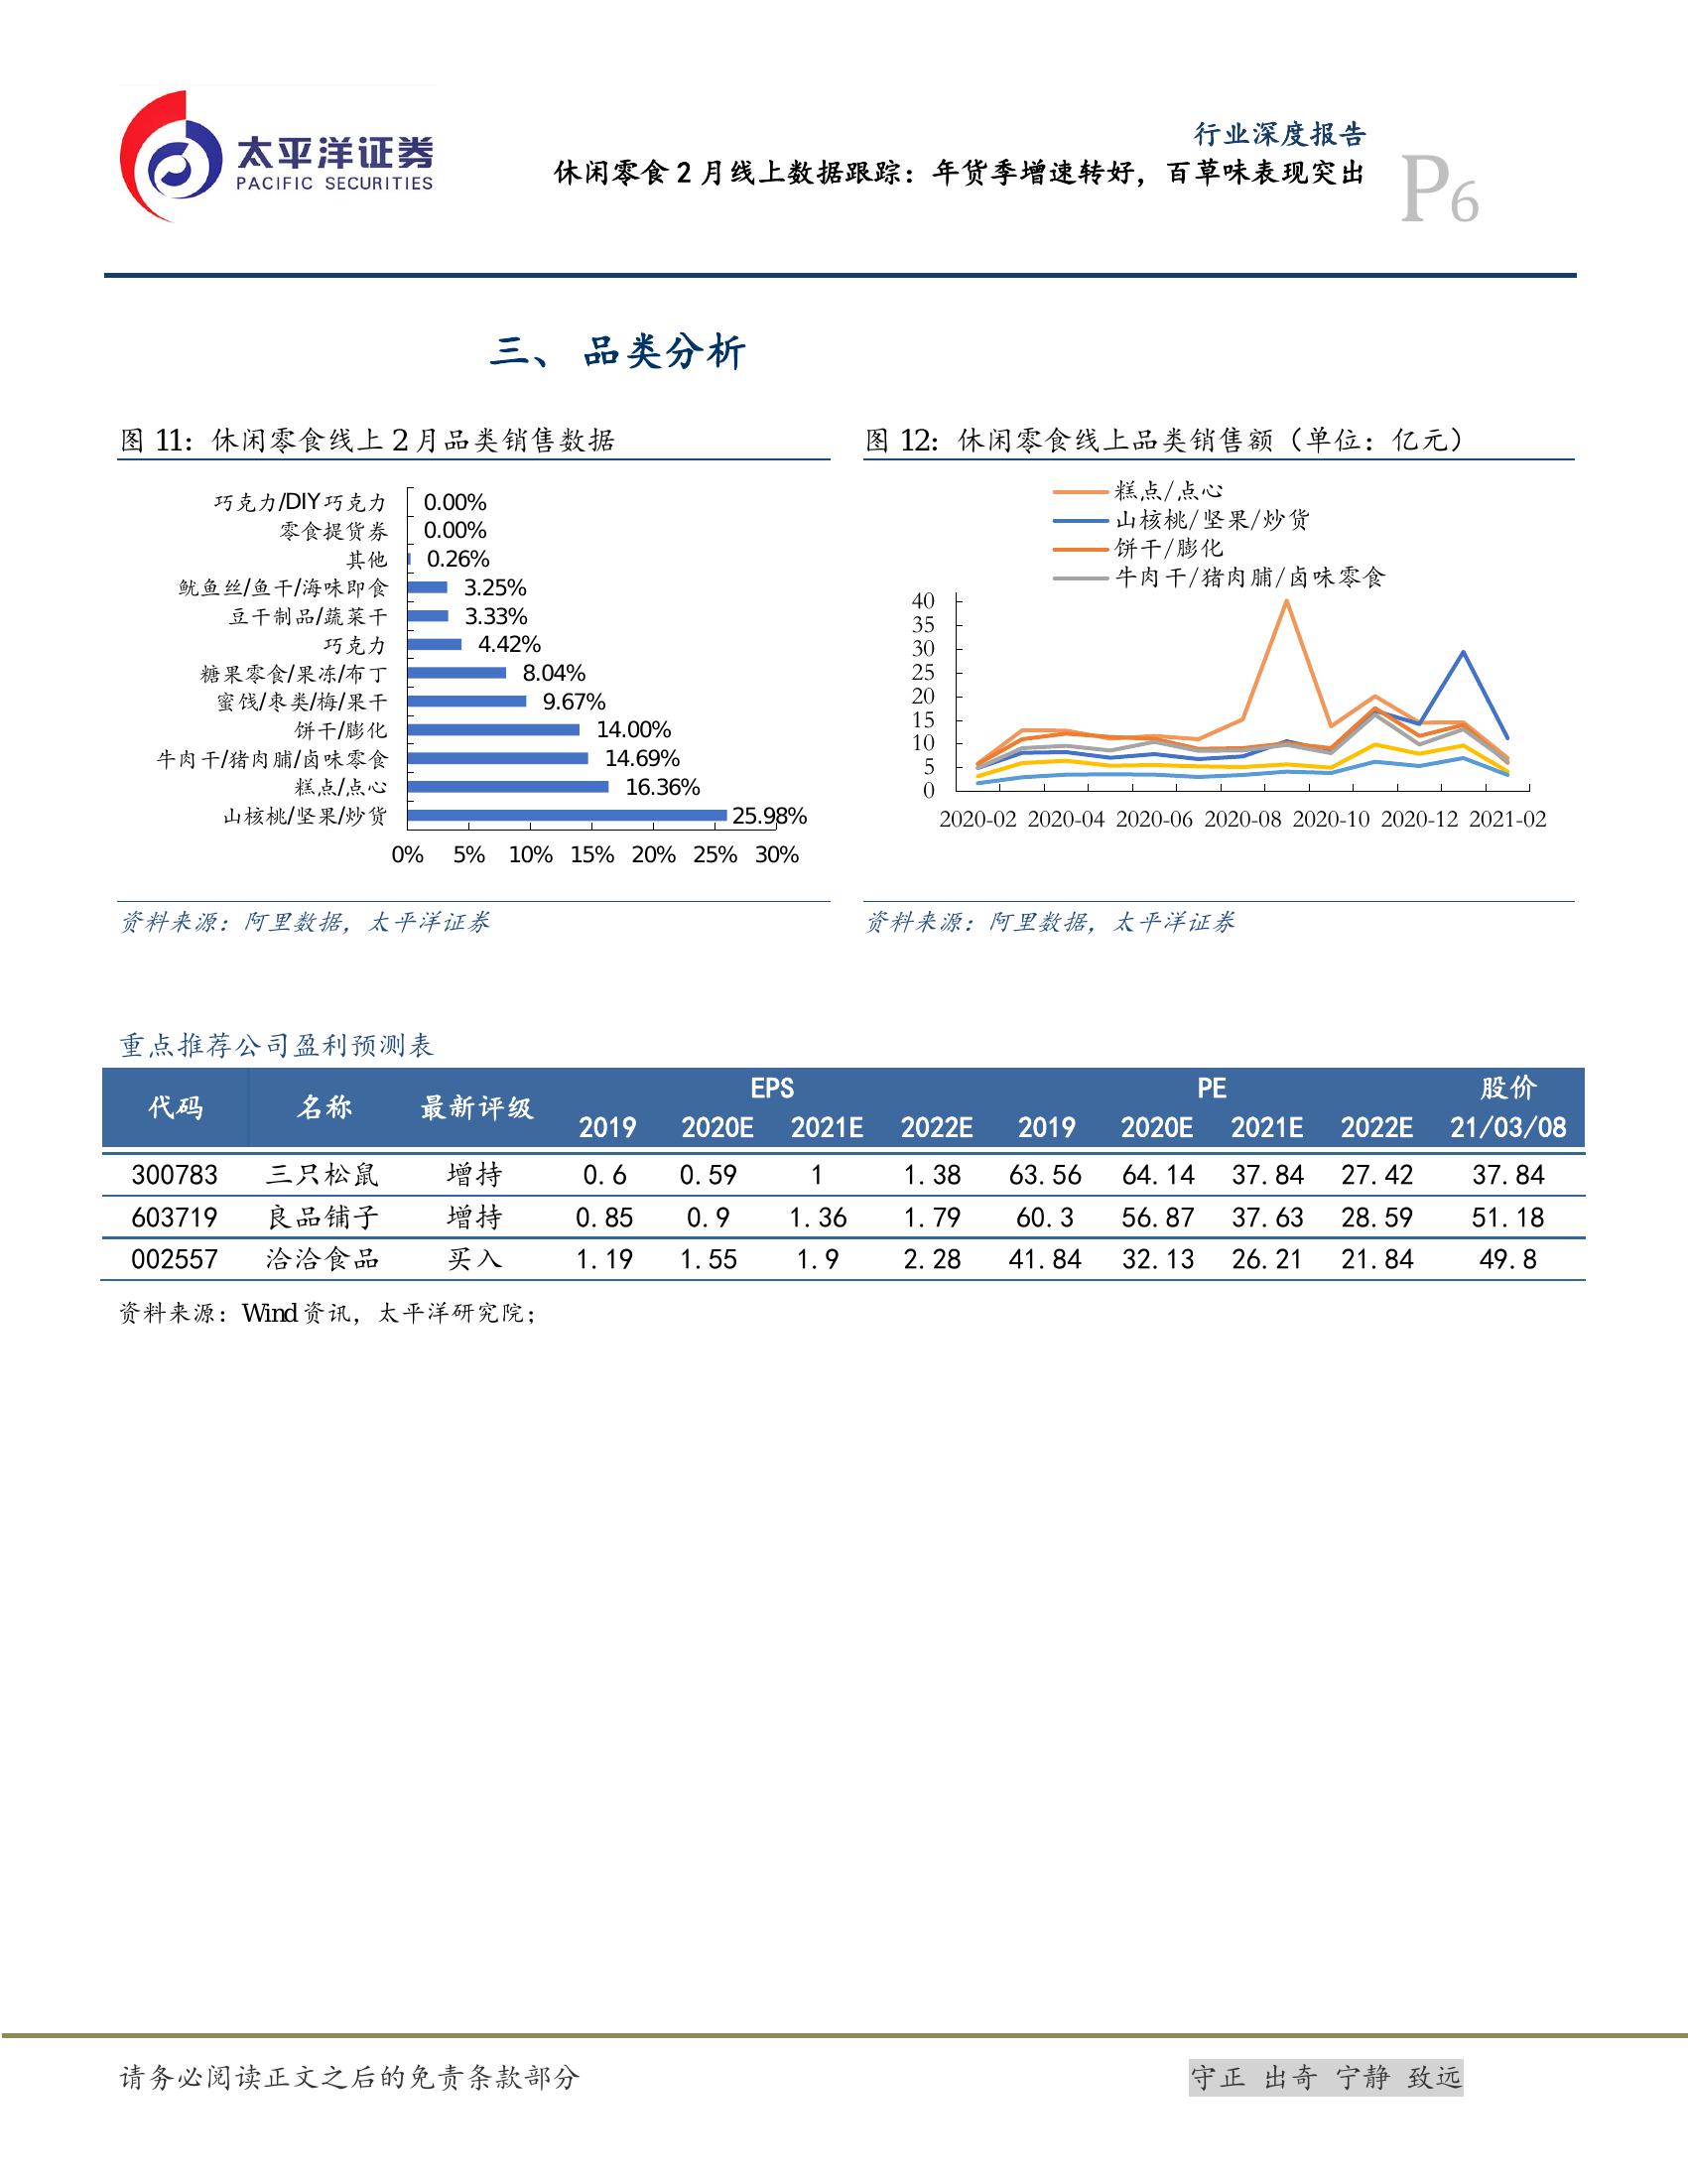 太平洋证券
PACIFIC SECURITIES
行业深度报告
休闲零食 2 月线上数据跟踪：年货季增速转好，百草味表现突出
P6
三、 品类分析
图 11：休闲零食线上 2 月品类销售数据
巧克力/DIY巧克力 0.00%
零食提货券 0.00%
其他 0.26%
鱿鱼丝/鱼干/海味即食 3.25%
豆干制品/蔬菜干 3.33%
巧克力 4.42%
糖果零食/果冻/布丁 8.04%
蜜饯/枣类/梅/果干 9.67%
饼干/膨化 14.00%
牛肉干/猪肉脯/卤味零食 14.69%
糕点/点心 16.36%
山核桃/坚果/炒货 25.98%
0% 5% 10% 15% 20% 25% 30%
资料来源：阿里数据，太平洋证券
图 12：休闲零食线上品类销售额（单位：亿元）
糕点/点心
山核桃/坚果/炒货
饼干/膨化
牛肉干/猪肉脯/卤味零食
40
35
30
25
20
15
10
5
0
2020-02 2020-04 2020-06 2020-08 2020-10 2020-12 2021-02
资料来源：阿里数据，太平洋证券
重点推荐公司盈利预测表
代码 名称 最新评级 EPS PE 股价
2019 2020E 2021E 2022E 2019 2020E 2021E 2022E 21/03/08
300783 三只松鼠 增持 0.6 0.59 1 1.38 63.56 64.14 37.84 27.42 37.84
603719 良品铺子 增持 0.85 0.9 1.36 1.79 60.3 56.87 37.63 28.59 51.18
002557 洽洽食品 买入 1.19 1.55 1.9 2.28 41.84 32.13 26.21 21.84 49.8
资料来源：Wind 资讯，太平洋研究院；
请务必阅读正文之后的免责条款部分
守正 出奇 宁静 致远